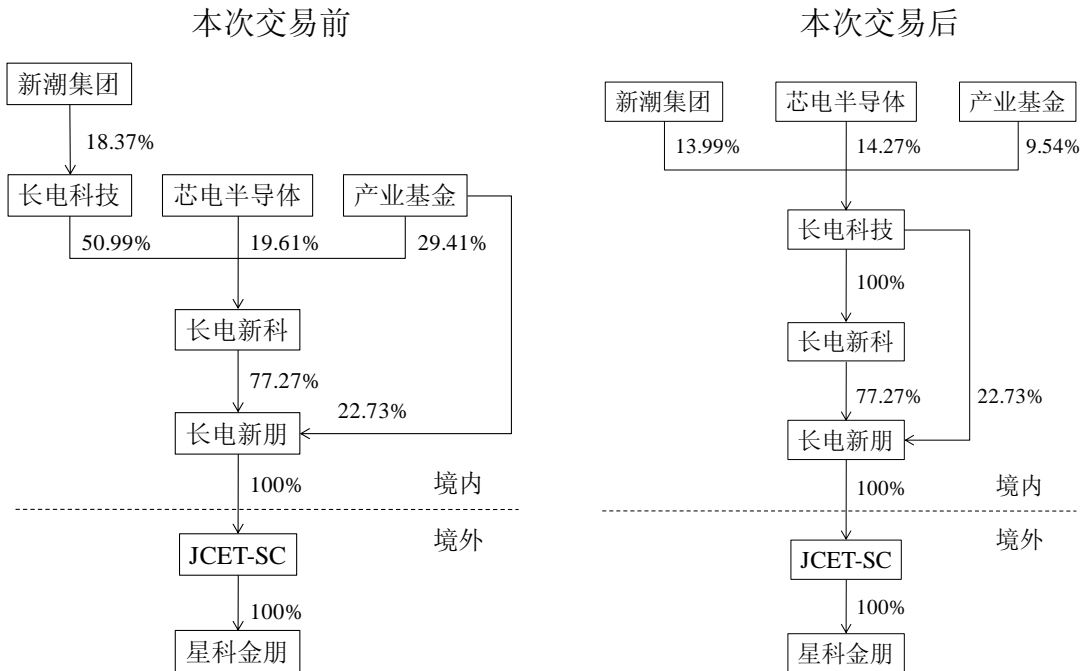 本次交易前
新潮集团
18.37%
长电科技
芯电半导体
产业基金
50.99%
19.61%
29.41%
长电新科
77.27%
22.73%
长电新朋
100%
境内
境外
JCET-SC
100%
星科金朋
本次交易后
新潮集团
芯电半导体
产业基金
13.99%
14.27%
9.54%
长电科技
100%
长电新科
77.27%
22.73%
长电新朋
100%
境内
境外
JCET-SC
100%
星科金朋